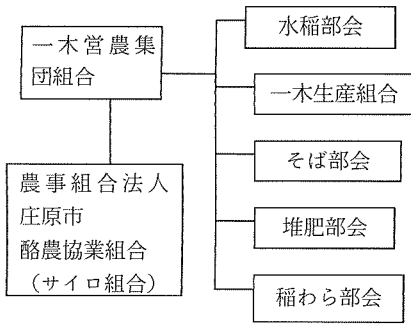 一木営農集
団組合
農事組合法人
庄原市
酪農協業組合
（サイロ組合）
水稲部会
一木生産組合
そば部会
堆肥部会
稲わら部会